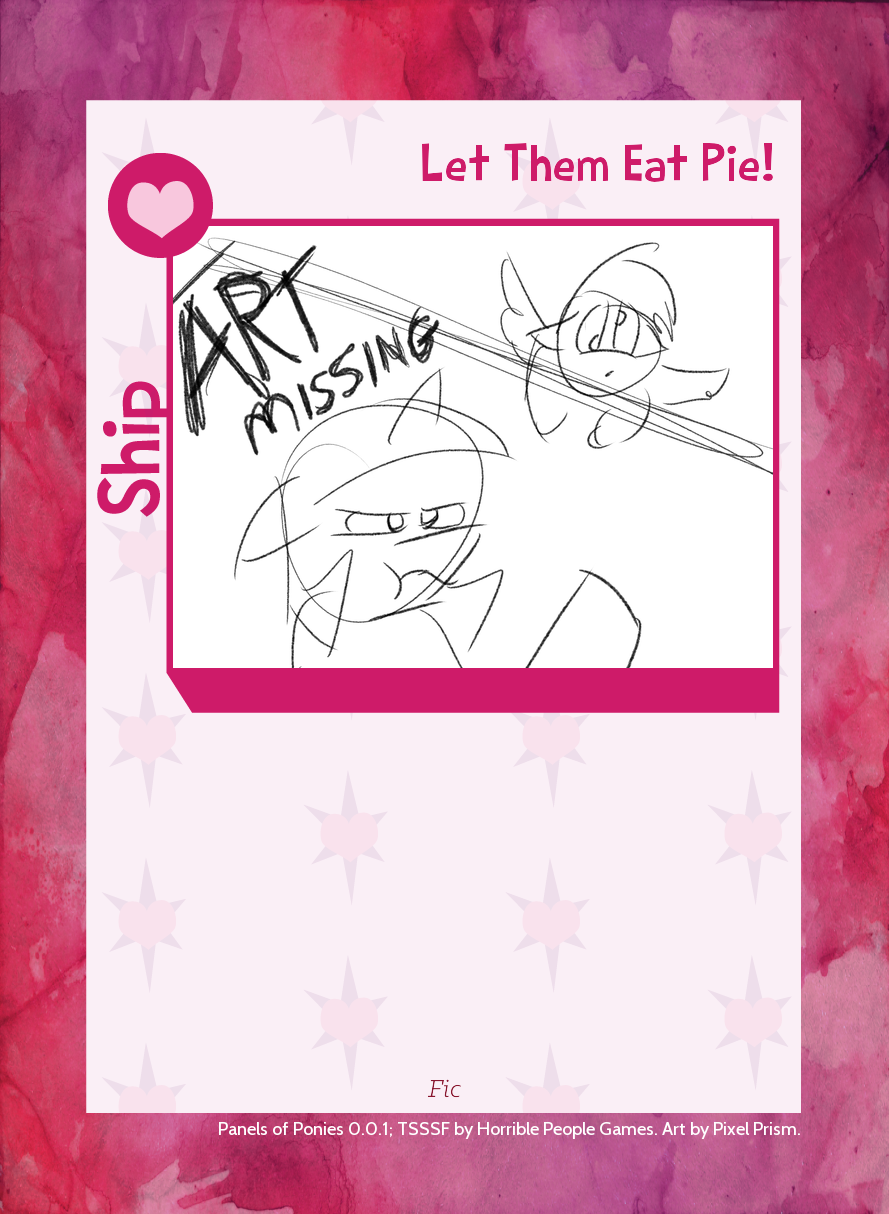 Let Them Eat Pie!
Ship
ART
MISSING
Fic
Panels of Ponies 0.0.1; TSSSF by Horrible People Games. Art by Pixel Prism.